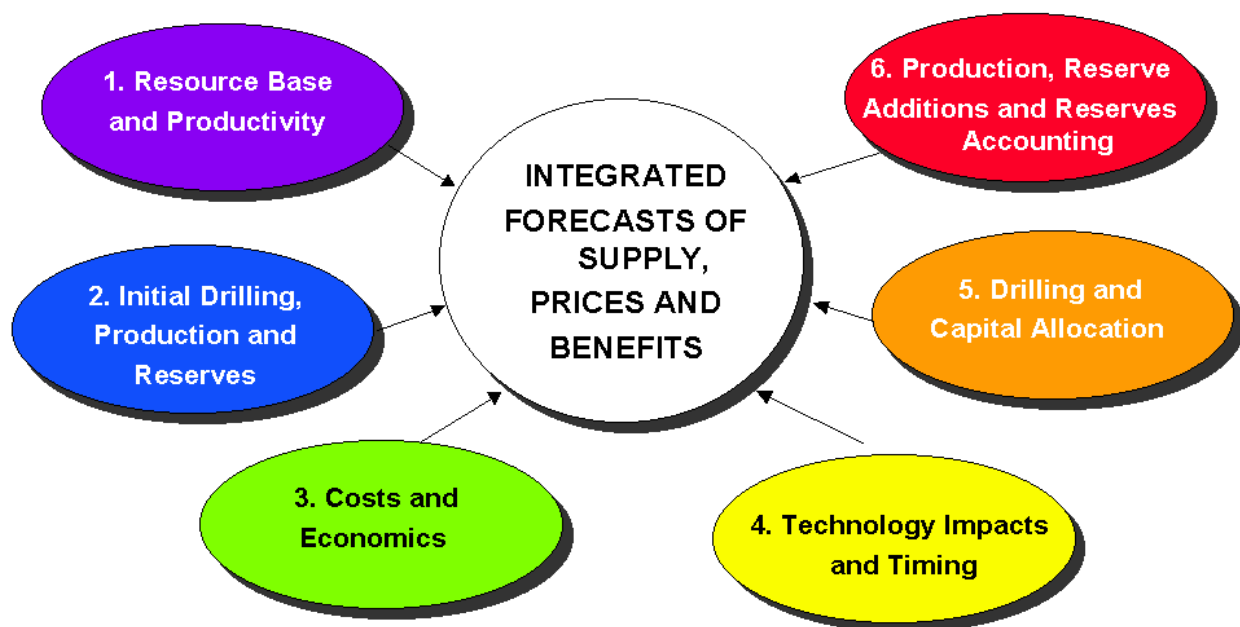 1. Resource Base
and Productivity
2. Initial Drilling,
Production and
Reserves
3. Costs and
Economics
4. Technology Impacts
and Timing
5. Drilling and
Capital Allocation
6. Production, Reserve
Additions and Reserves
Accounting
INTEGRATED
FORECASTS OF
SUPPLY,
PRICES AND
BENEFITS